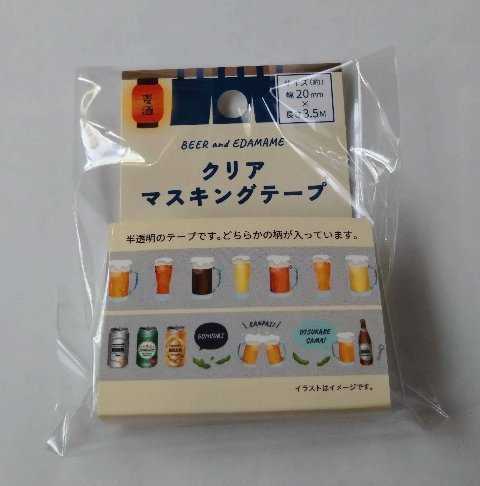 サイズ(約)
幅20mm
×
長さ3.5M
麦酒
BEER and EDAMAME
クリア
マスキングテープ
半透明のテープです。どちらかの柄が入っています。
KANPAI!
OTSUKARE
SAMA!
イラストはイメージです。